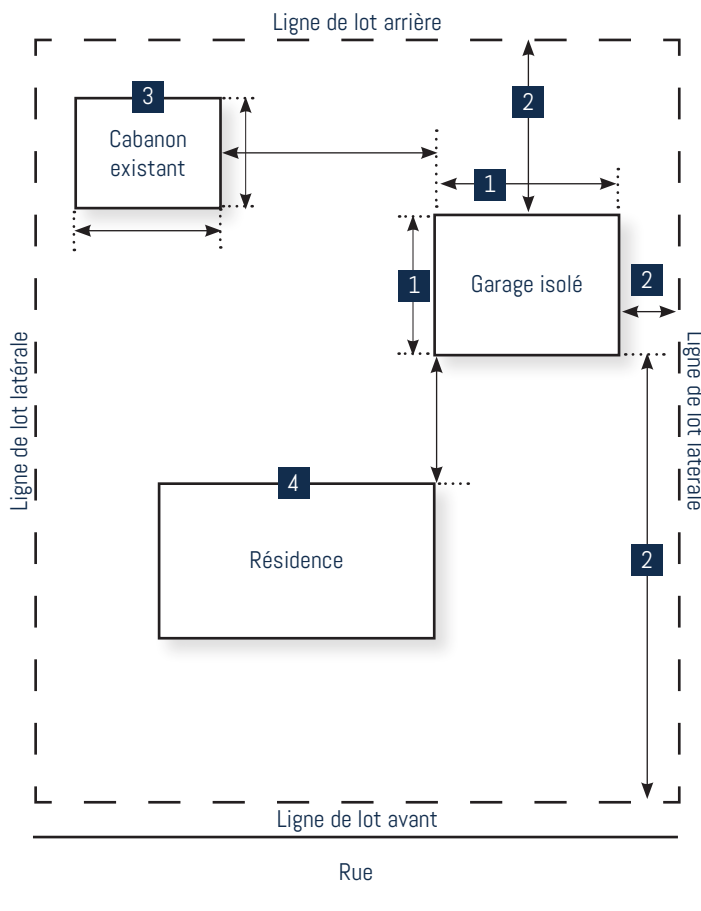 Ligne de lot arrière
3
2
Cabanon
existant
1
1
Garage isolé
2
Ligne de lot latérale
Ligne de lot latérale
4
Résidence
2
Ligne de lot avant
Rue